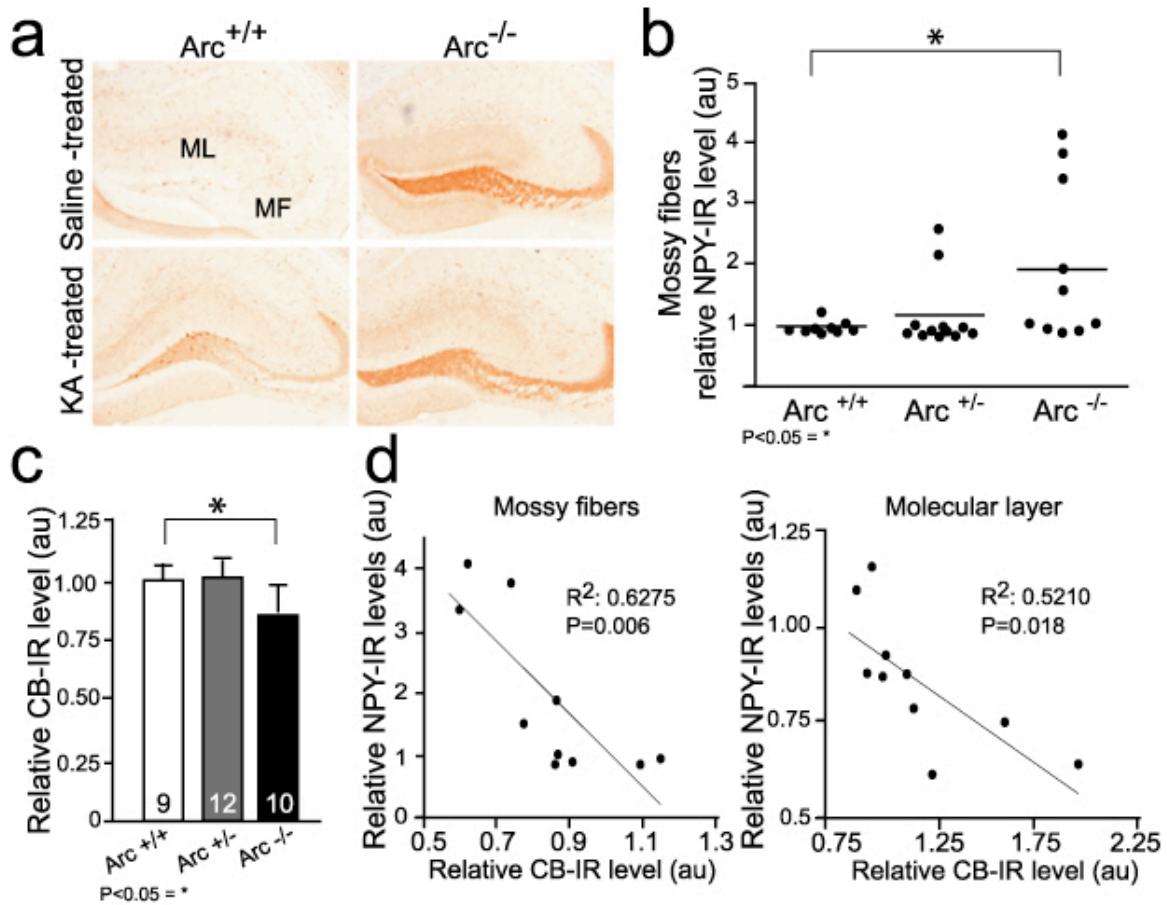 a
Arc+/+
Arc-/-
Saline -treated
KA -treated
ML
MF
b
*
Mossy fibers
relative NPY-IR level (au)
5
4
3
2
1
Arc +/+
Arc +/-
Arc -/-
P<0.05 = *
c
*
Relative CB-IR level (au)
1.25
1.00
0.75
0.50
0.25
0
9
12
10
Arc +/+
Arc +/-
Arc -/-
P<0.05 = *
d
Mossy fibers
Relative NPY-IR levels (au)
4
3
2
1
0
R2: 0.6275
P=0.006
0.5
0.7
0.9
1.1
1.3
Relative CB-IR level (au)
Molecular layer
Relative NPY-IR levels (au)
1.25
1.00
0.75
0.5
R2: 0.5210
P=0.018
0.75
1.25
1.75
2.25
Relative CB-IR level (au)